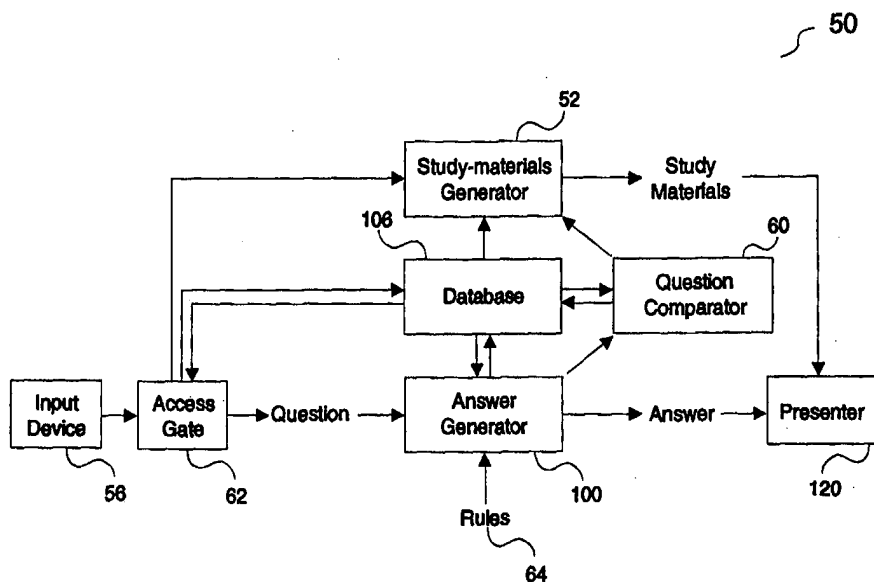 50
52
Study-materials
Generator
Study
Materials
106
60
Database
Question
Comparator
Input
Device
Access
Gate
Question
Answer
Generator
Answer
Presenter
56
62
100
120
Rules
64